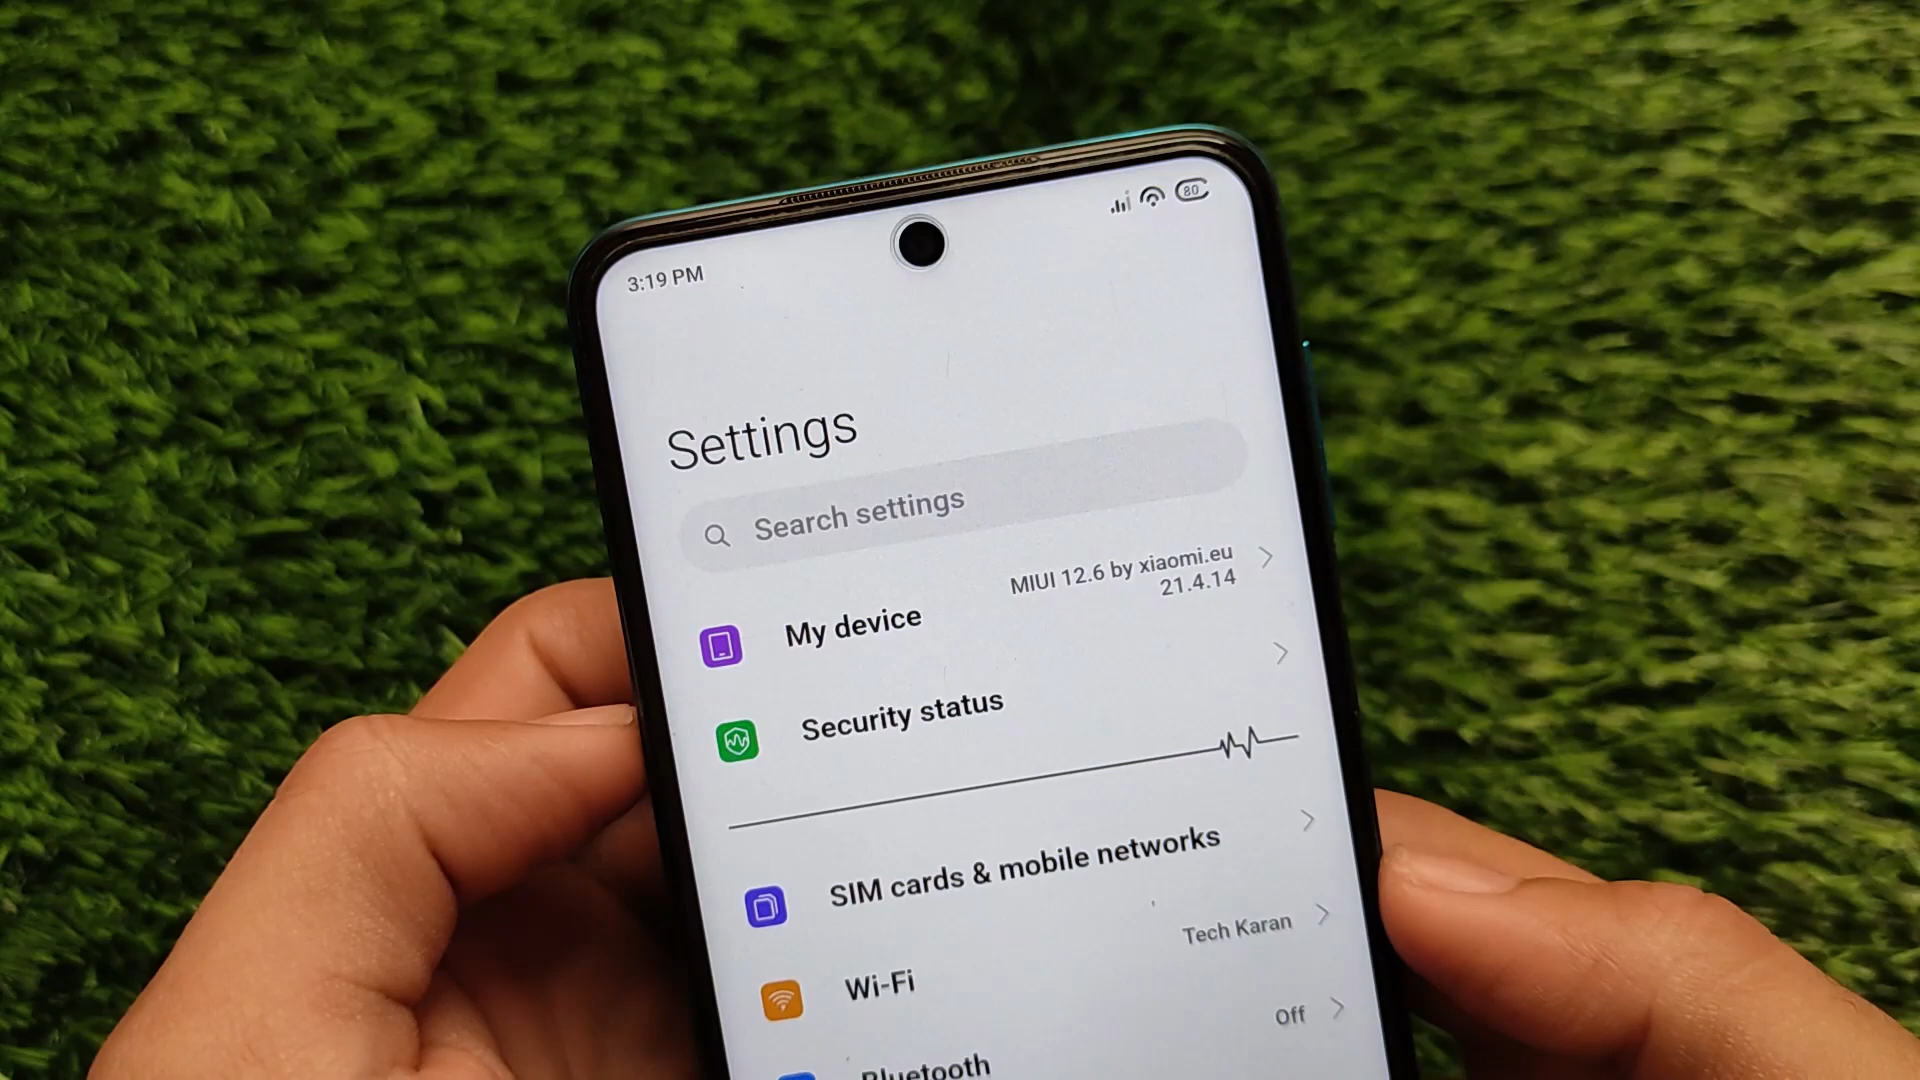 3:19 PM
80
Settings
Search settings
My device
MIUI 12.6 by xiaomi.eu
21.4.14
Security status
SIM cards & mobile networks
Wi-Fi
Tech Karan
Bluetooth
Off